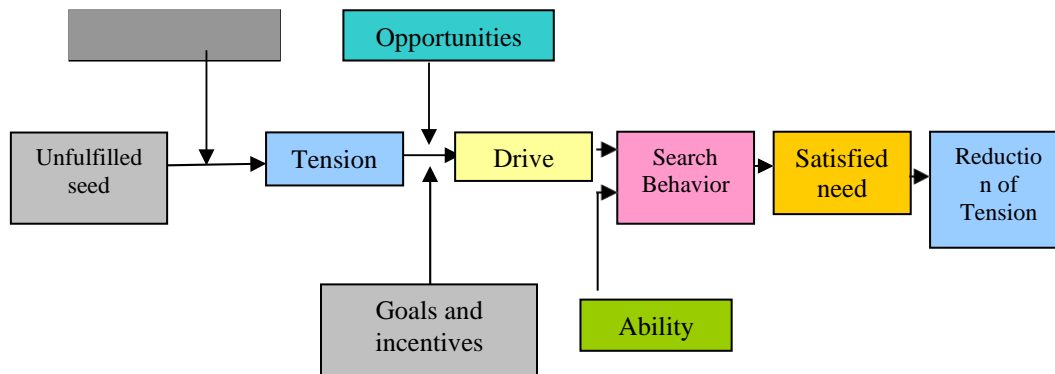 Opportunities
Unfulfilled
seed
Tension
Drive
Search
Behavior
Satisfied
need
Reductio
n of
Tension
Goals and
incentives
Ability